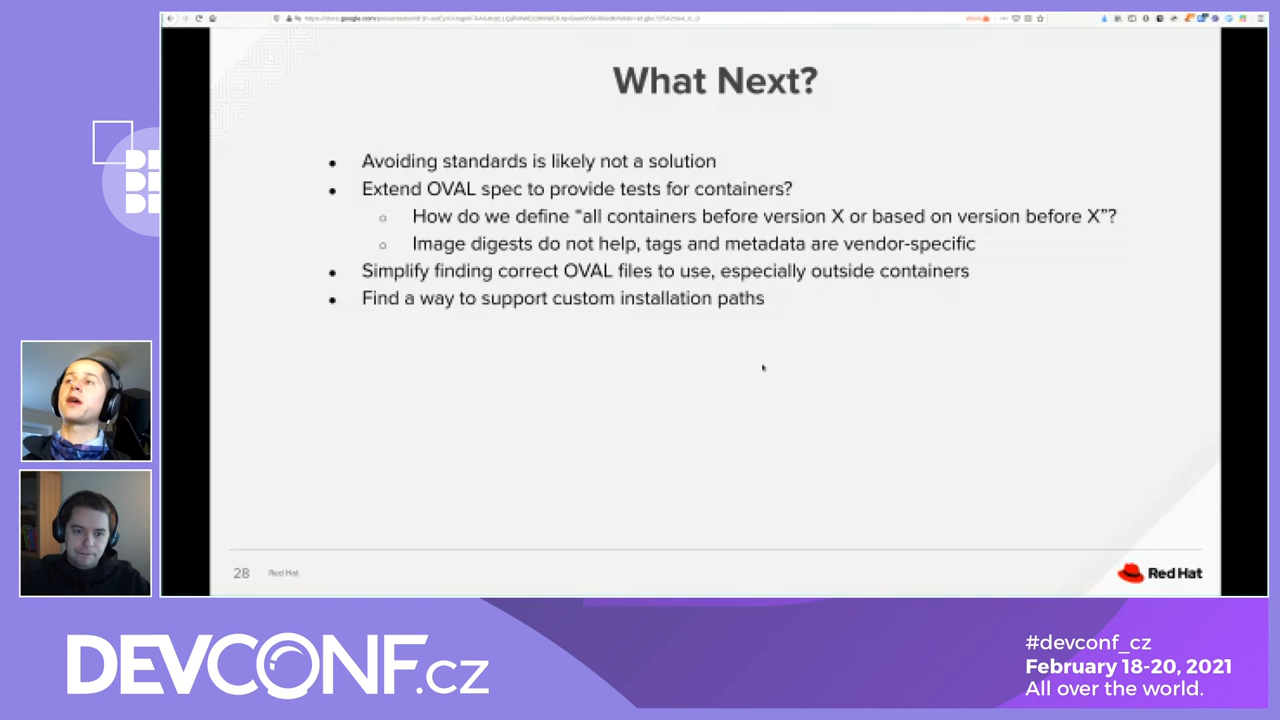 What Next?
Avoiding standards is likely not a solution
Extend OVAL spec to provide tests for containers?
How do we define “all containers before version X or based on version before X”?
Image digests do not help, tags and metadata are vendor-specific
Simplify finding correct OVAL files to use, especially outside containers
Find a way to support custom installation paths
28 Red Hat
Red Hat
DEVCONF.cz
#devconf_cz
February 18-20, 2021
All over the world.